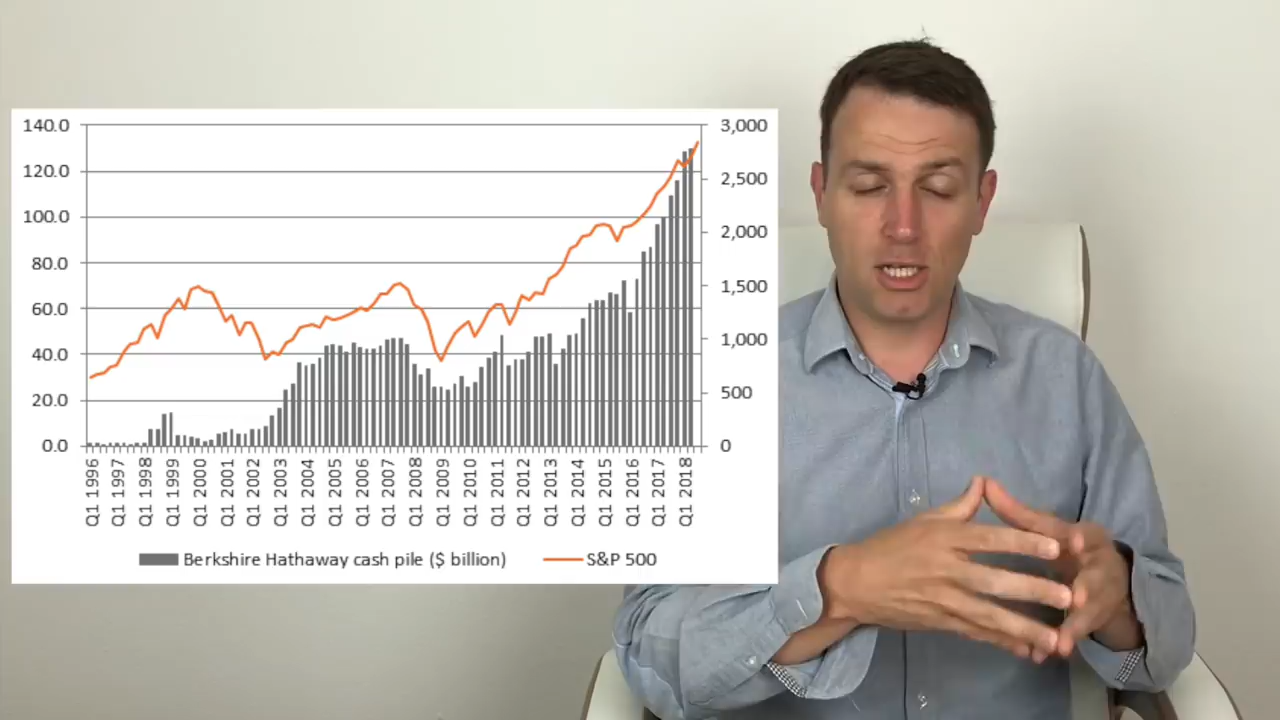 140.0
120.0
100.0
80.0
60.0
40.0
20.0
0.0
3,000
2,500
2,000
1,500
1,000
500
0
Q1 1996
Q1 1997
Q1 1998
Q1 1999
Q1 2000
Q1 2001
Q1 2002
Q1 2003
Q1 2004
Q1 2005
Q1 2006
Q1 2007
Q1 2008
Q1 2009
Q1 2010
Q1 2011
Q1 2012
Q1 2013
Q1 2014
Q1 2015
Q1 2016
Q1 2017
Q1 2018
Berkshire Hathaway cash pile ($ billion)
S&P 500